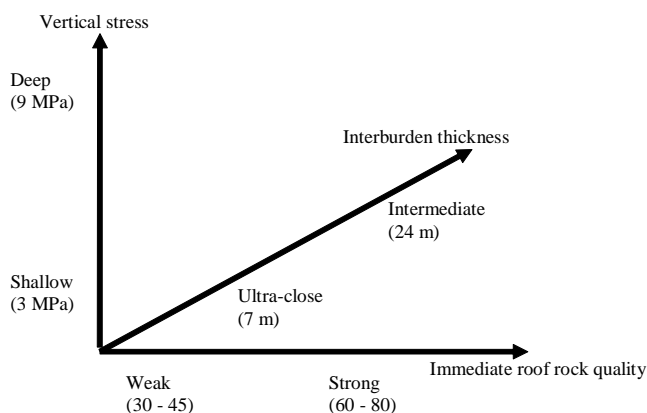 Vertical stress
Deep
(9 MPa)
Interburden thickness
Intermediate
(24 m)
Shallow
(3 MPa)
Ultra-close
(7 m)
Immediate roof rock quality
Weak
(30 - 45)
Strong
(60 - 80)